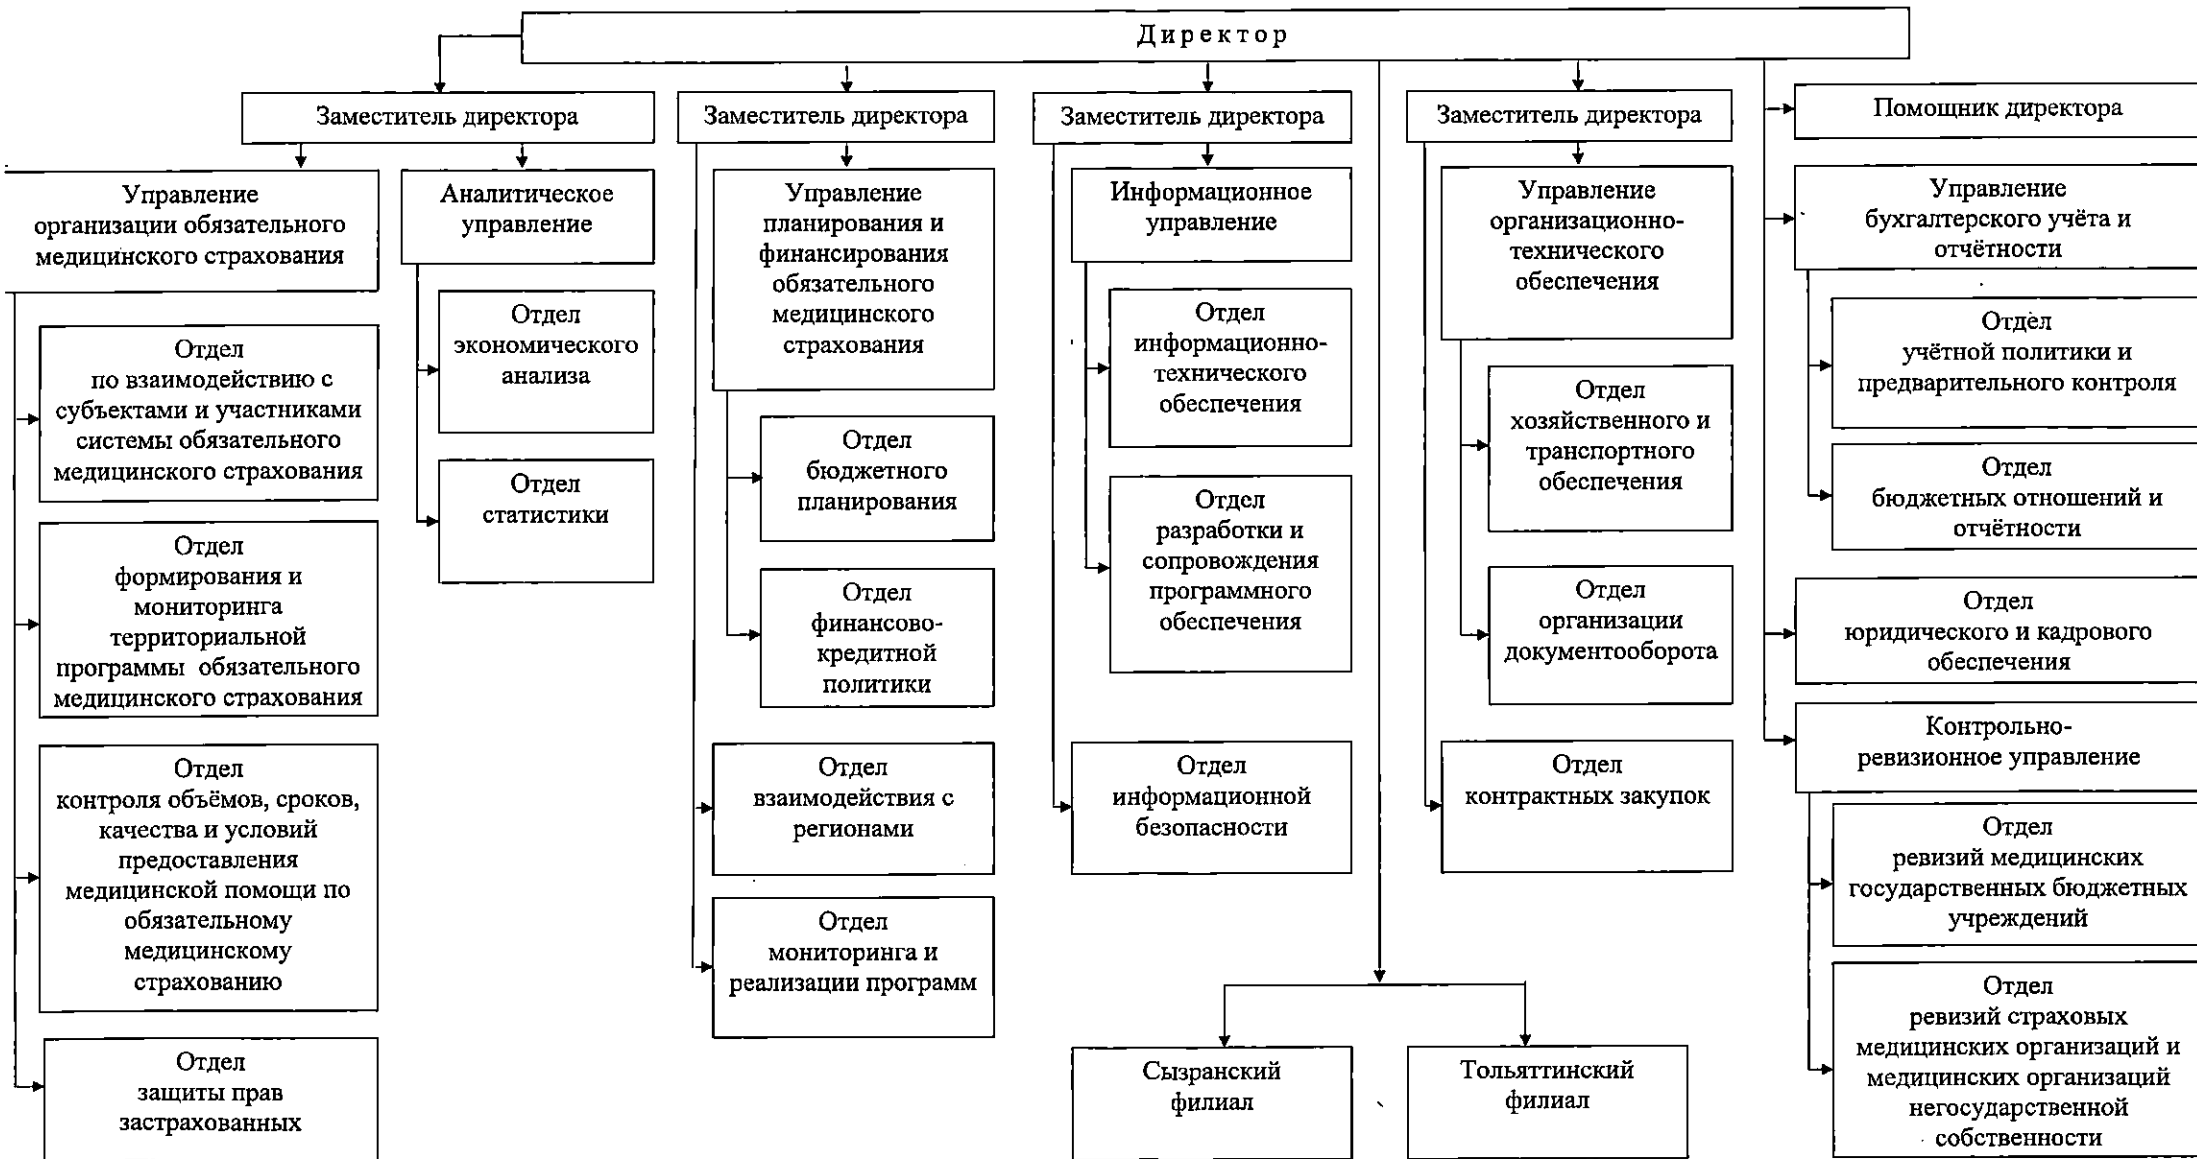 Директор
Заместитель директора
Управление
организации обязательного
медицинского страхования
Отдел
по взаимодействию с
субъектами и участниками
системы обязательного
медицинского страхования
Отдел
формирования и
мониторинга
территориальной
программы обязательного
медицинского страхования
Отдел
контроля объёмов, сроков,
качества и условий
предоставления
медицинской помощи по
обязательному
медицинскому
страхованию
Отдел
защиты прав
застрахованных
Аналитическое
управление
Отдел
экономического
анализа
Отдел
статистики
Заместитель директора
Управление
планирования и
финансирования
обязательного
медицинского
страхования
Отдел
бюджетного
планирования
Отдел
финансово-
кредитной
политики
Отдел
взаимодействия с
регионами
Отдел
мониторинга и
реализации программ
Заместитель директора
Информационное
управление
Отдел
информационно-
технического
обеспечения
Отдел
разработки и
сопровождения
программного
обеспечения
Отдел
информационной
безопасности
Сызранский
филиал
Тольяттинский
филиал
Заместитель директора
Управление
организационно-
технического
обеспечения
Отдел
хозяйственного и
транспортного
обеспечения
Отдел
организации
документооборота
Отдел
контрактных закупок
Помощник директора
Управление
бухгалтерского учёта и
отчётности
Отдел
учётной политики и
предварительного контроля
Отдел
бюджетных отношений и
отчётности
Отдел
юридического и кадрового
обеспечения
Контрольно-
ревизионное управление
Отдел
ревизий медицинских
государственных бюджетных
учреждений
Отдел
ревизий страховых
медицинских организаций и
медицинских организаций
негосударственной
собственности